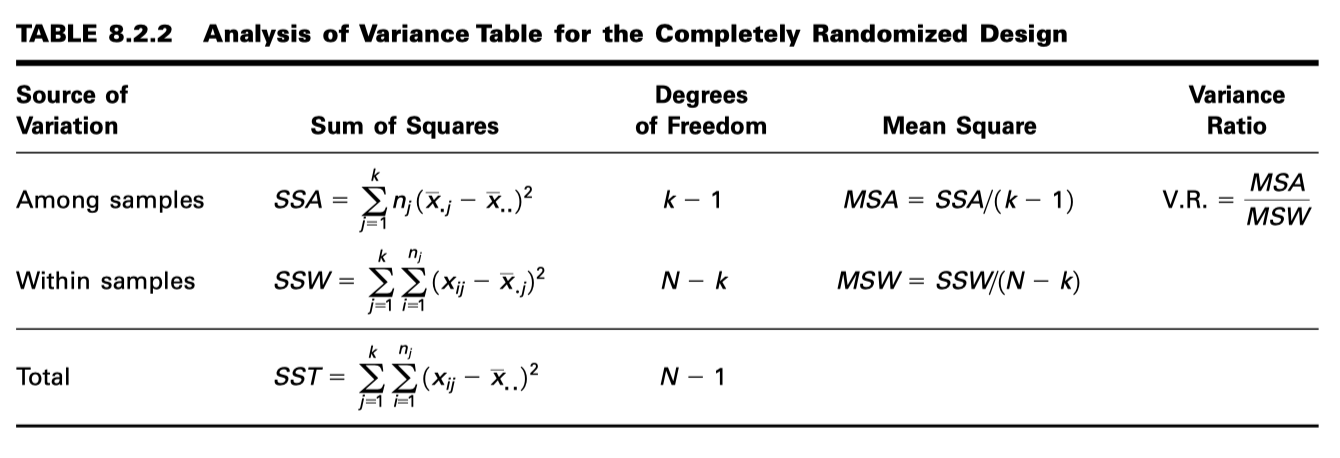 TABLE 8.2.2 Analysis of Variance Table for the Completely Randomized Design
Source of Variation Sum of Squares Degrees of Freedom Mean Square Variance Ratio
Among samples SSA = \sum_{j=1}^{k} n_j(\bar{x}_{.j} − \bar{x}_{..})^2 k − 1 MSA = SSA/(k − 1) V.R. = \frac{MSA}{MSW}
Within samples SSW = \sum_{j=1}^{k} \sum_{i=1}^{n_j} (x_{ij} − \bar{x}_{.j})^2 N − k MSW = SSW/(N − k)
Total SST = \sum_{j=1}^{k} \sum_{i=1}^{n_j} (x_{ij} − \bar{x}_{..})^2 N − 1